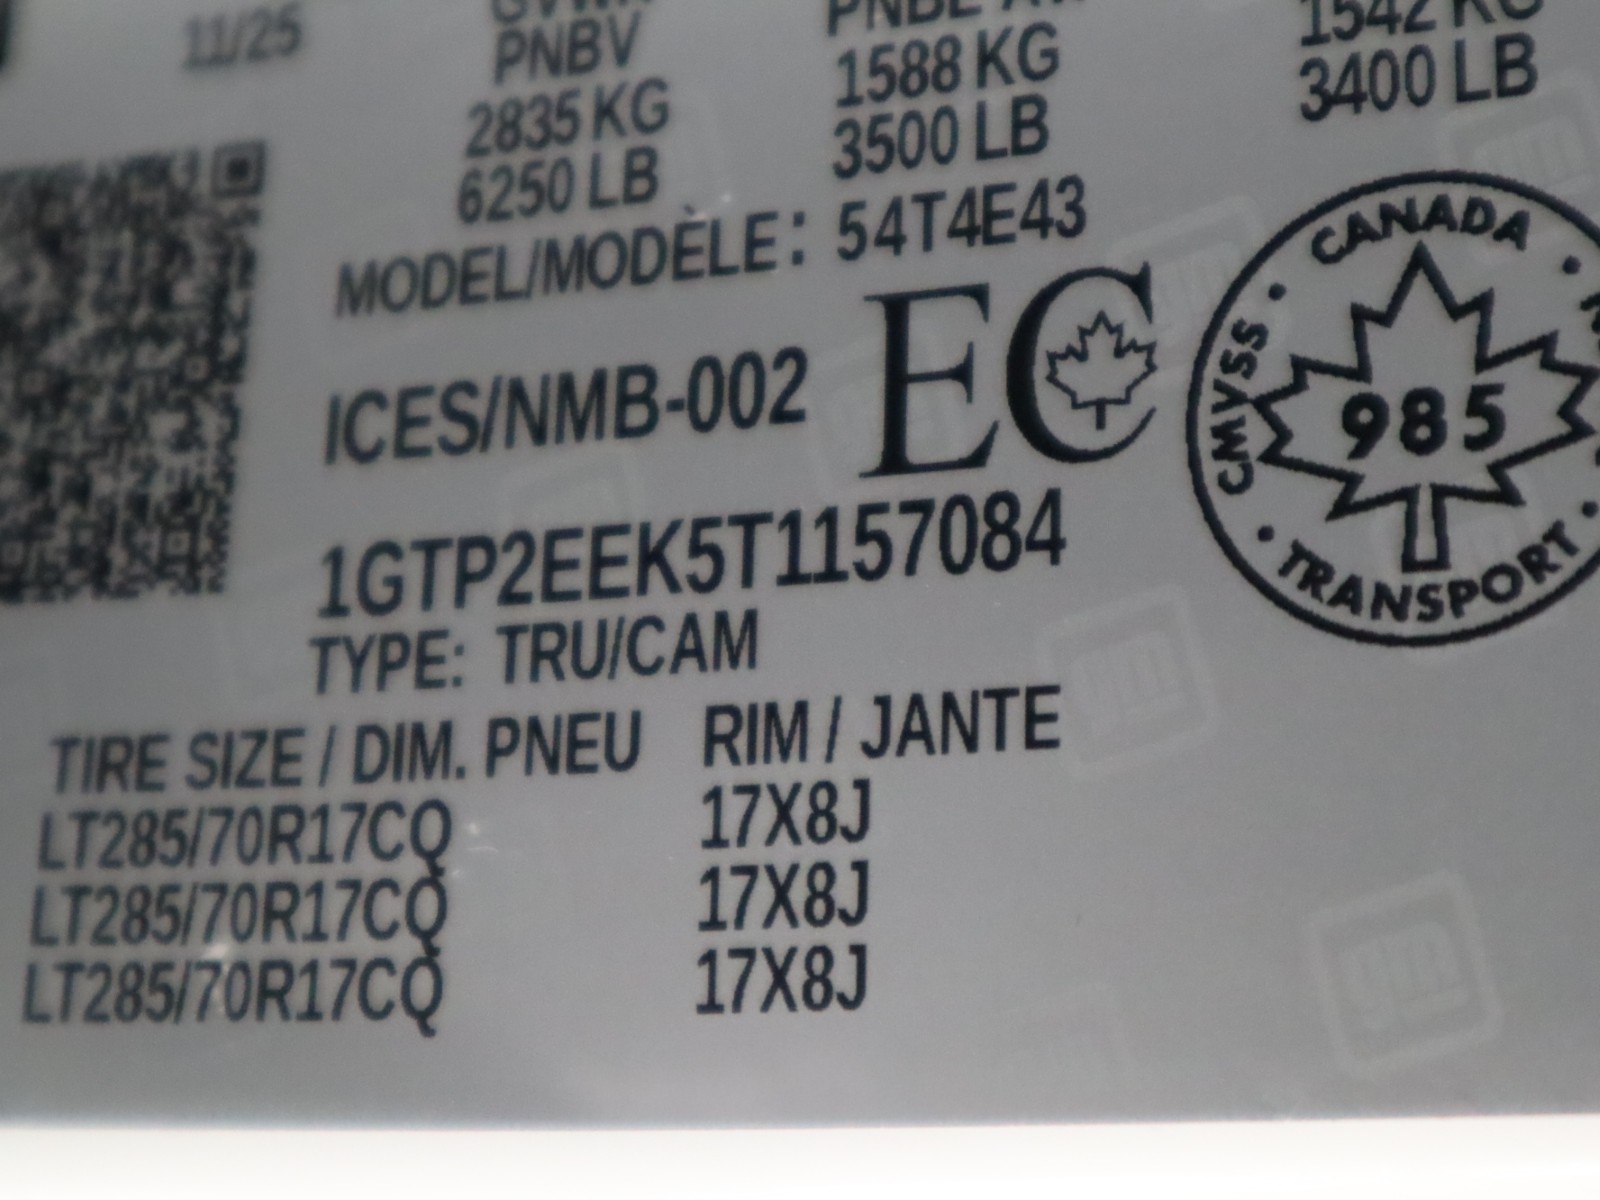 11/25
PNBV
2835 KG
6250 LB
1588 KG
3500 LB
1542 KG
3400 LB
MODEL/MODÈLE: 54T4E43
ICES/NMB-002 EC
CANADA
CMVSS
985
TRANSPORT
1GTP2EEK5T1157084
TYPE: TRU/CAM
TIRE SIZE / DIM. PNEU RIM / JANTE
LT285/70R17CQ 17X8J
LT285/70R17CQ 17X8J
LT285/70R17CQ 17X8J
gm
gm